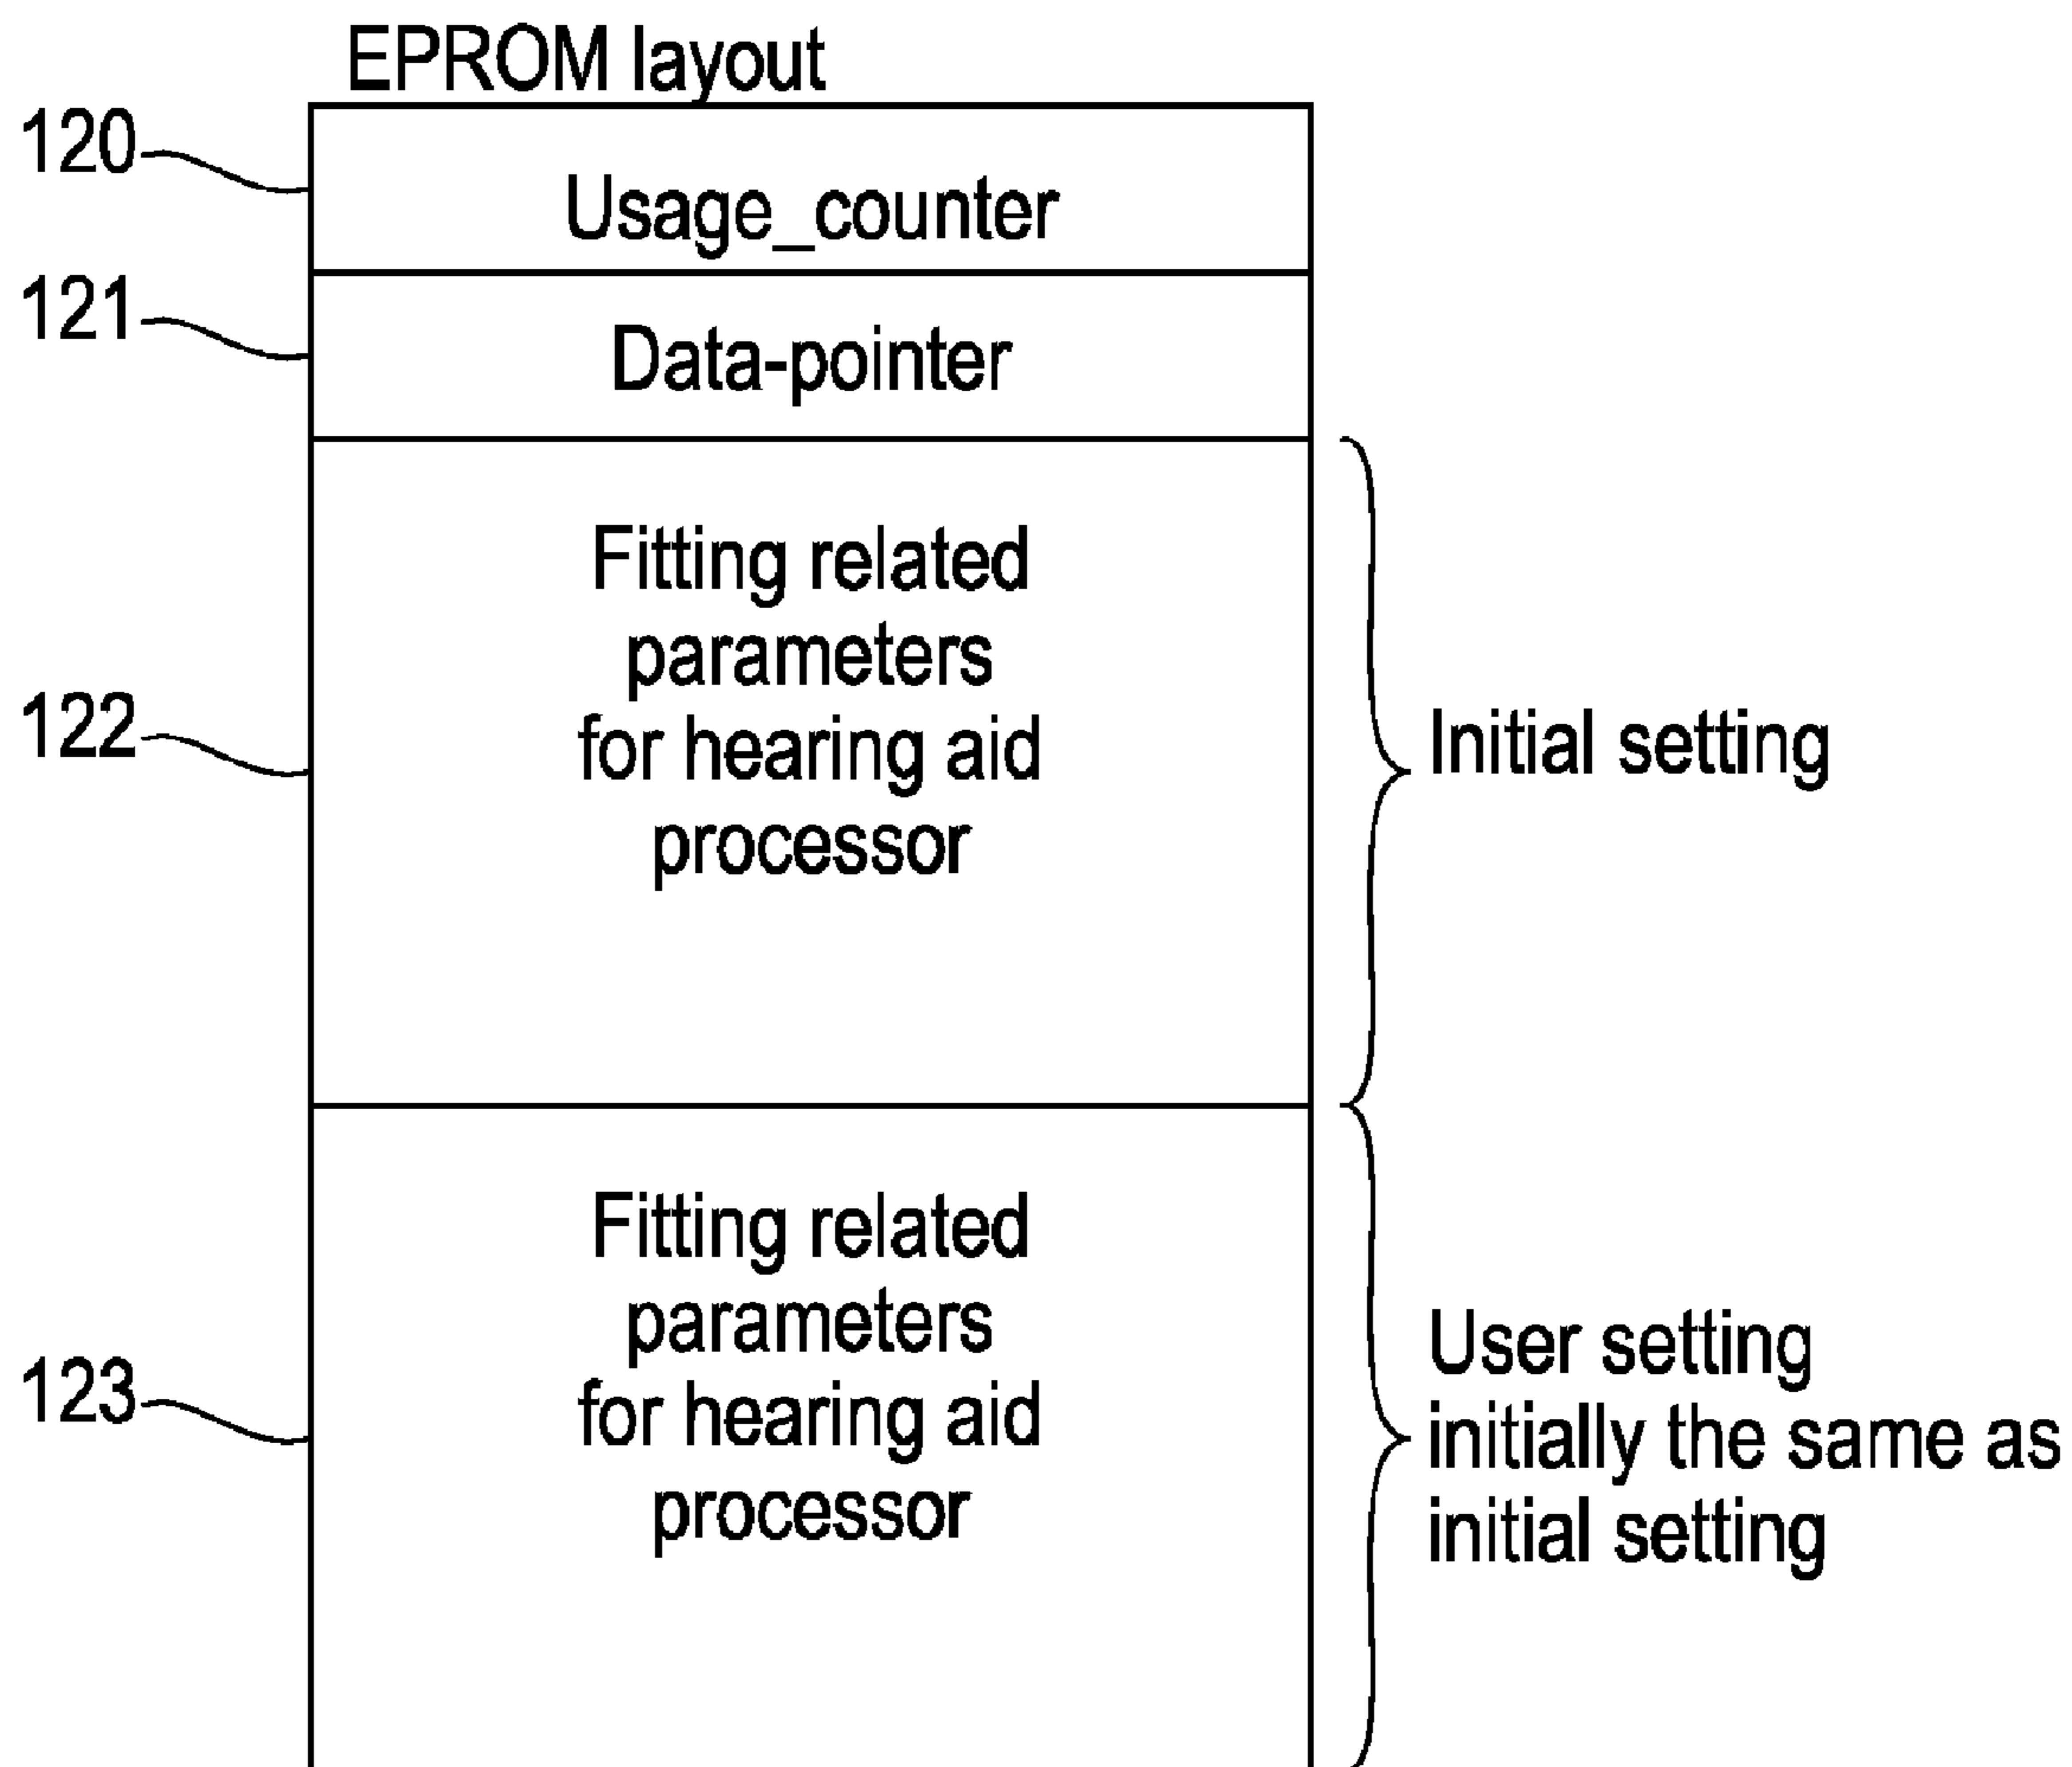 EPROM layout
120
Usage_counter
121
Data-pointer
122
Fitting related
parameters
for hearing aid
processor
Initial setting
123
Fitting related
parameters
for hearing aid
processor
User setting
initially the same as
initial setting